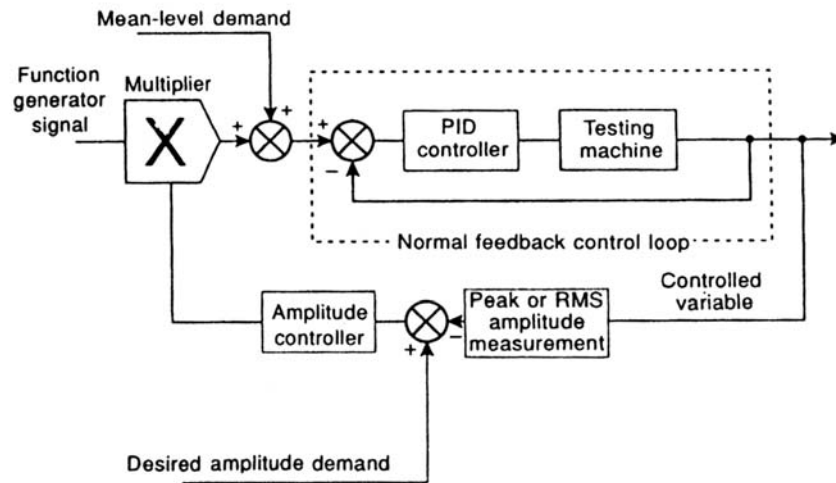 Mean-level demand
Function
generator
signal
Multiplier
X
+
+
+
−
PID
controller
Testing
machine
Normal feedback control loop
Controlled
variable
Amplitude
controller
+
−
Peak or RMS
amplitude
measurement
Desired amplitude demand